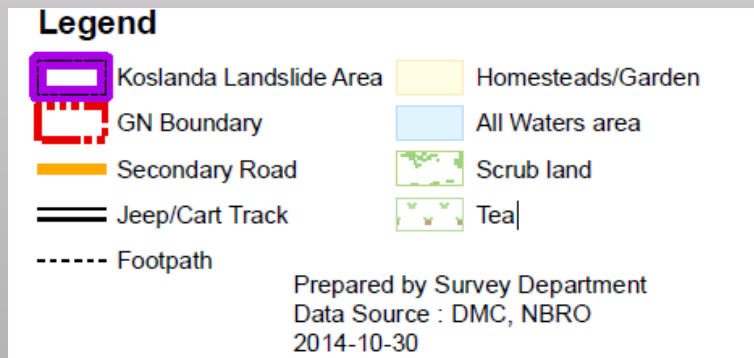 Legend
Koslanda Landslide Area
GN Boundary
Secondary Road
Jeep/Cart Track
Footpath
Homesteads/Garden
All Waters area
Scrub land
Tea
Prepared by Survey Department
Data Source : DMC, NBRO
2014-10-30